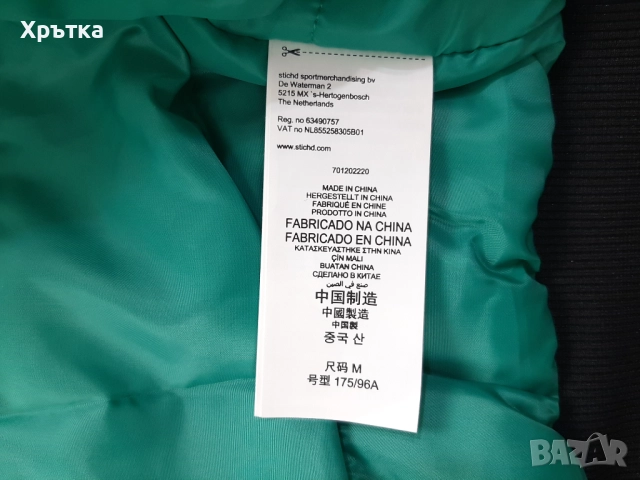 Хрътка
stichd sportmerchandising bv
De Waterman 2
5215 MX `s-Hertogenbosch
The Netherlands
Reg. no 63490757
VAT no NL855258305B01
www.stichd.com
701202220
MADE IN CHINA
HERGESTELLT IN CHINA
FABRIQUÉ EN CHINE
PRODOTTO IN CHINA
FABRICADO NA CHINA
FABRICADO EN CHINA
ΚΑΤΑΣΚΕΥΑΣΤΗΚΕ ΣΤΗΝ ΚΙΝΑ
ÇİN MALI
BUATAN CHINA
СДЕЛАНО В КИТАЕ
صنع في الصين
中国制造
中國製造
中国製
중국 산
尺码 M
号型 175/96A
BAZAR